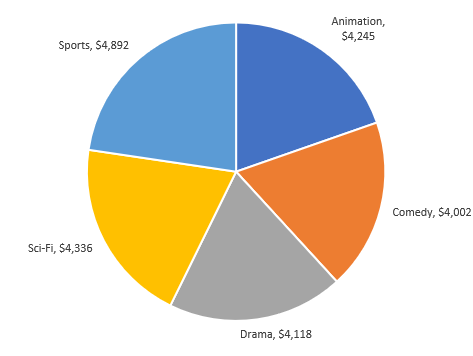 Animation,
$4,245
Sports, $4,892
Comedy, $4,002
Sci-Fi, $4,336
Drama, $4,118